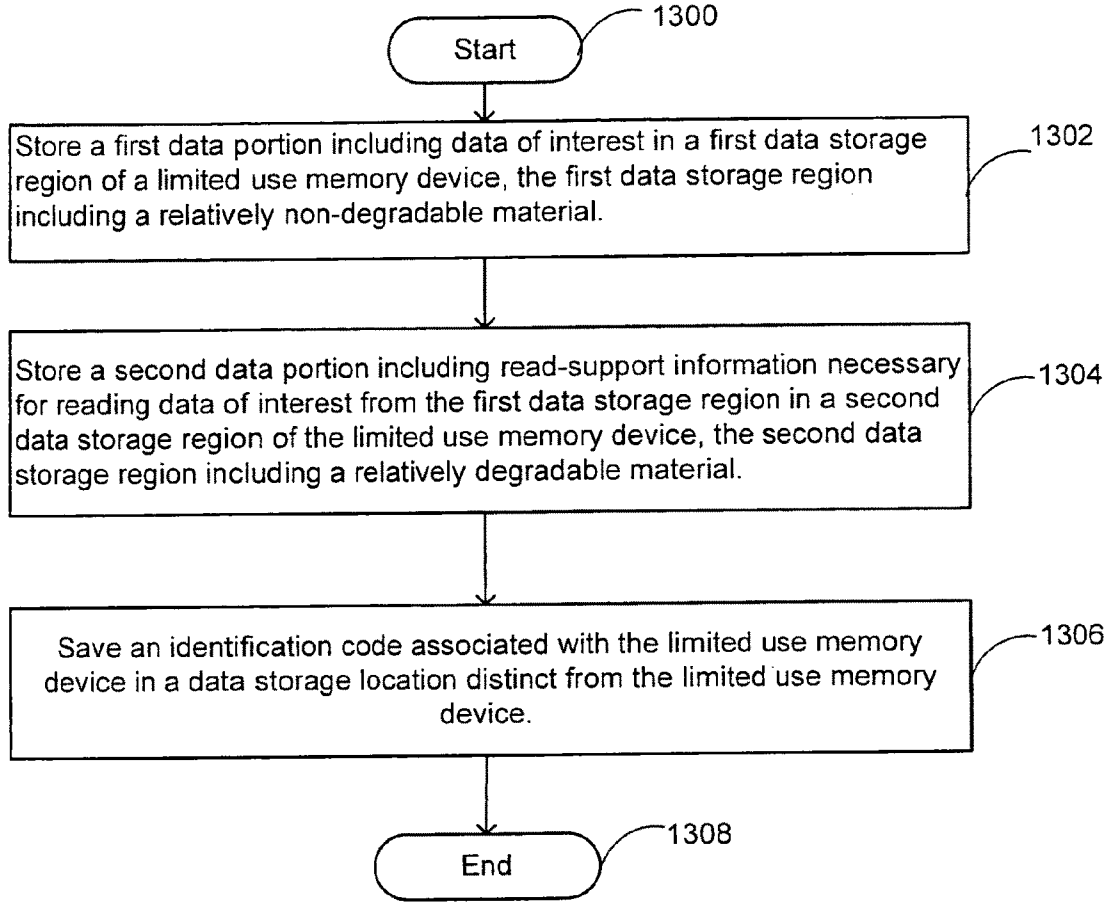 1300
Start
1302
Store a first data portion including data of interest in a first data storage
region of a limited use memory device, the first data storage region
including a relatively non-degradable material.
1304
Store a second data portion including read-support information necessary
for reading data of interest from the first data storage region in a second
data storage region of the limited use memory device, the second data
storage region including a relatively degradable material.
1306
Save an identification code associated with the limited use memory
device in a data storage location distinct from the limited use memory
device.
1308
End